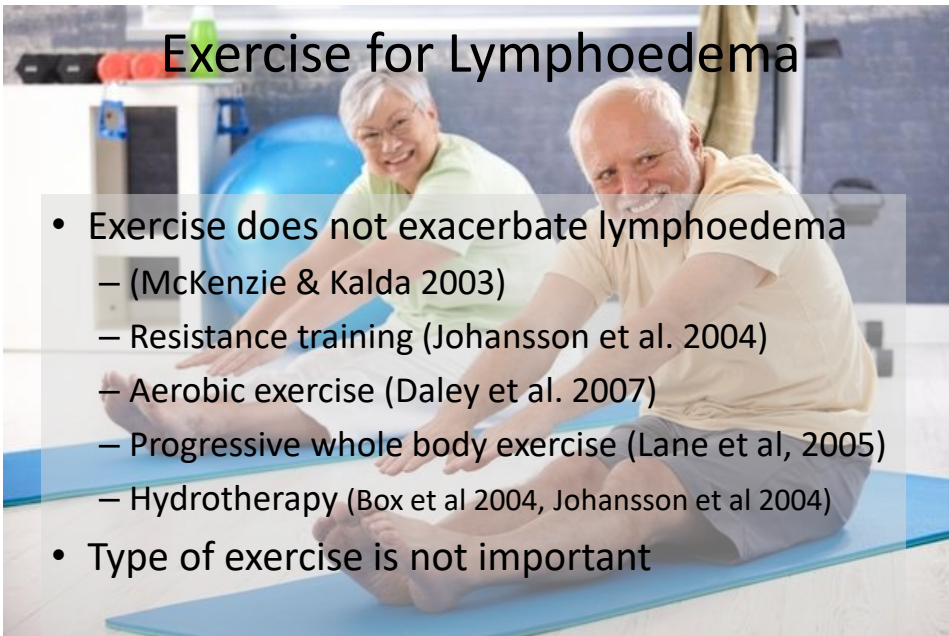 Exercise for Lymphoedema
• Exercise does not exacerbate lymphoedema
– (McKenzie & Kalda 2003)
– Resistance training (Johansson et al. 2004)
– Aerobic exercise (Daley et al. 2007)
– Progressive whole body exercise (Lane et al, 2005)
– Hydrotherapy (Box et al 2004, Johansson et al 2004)
• Type of exercise is not important